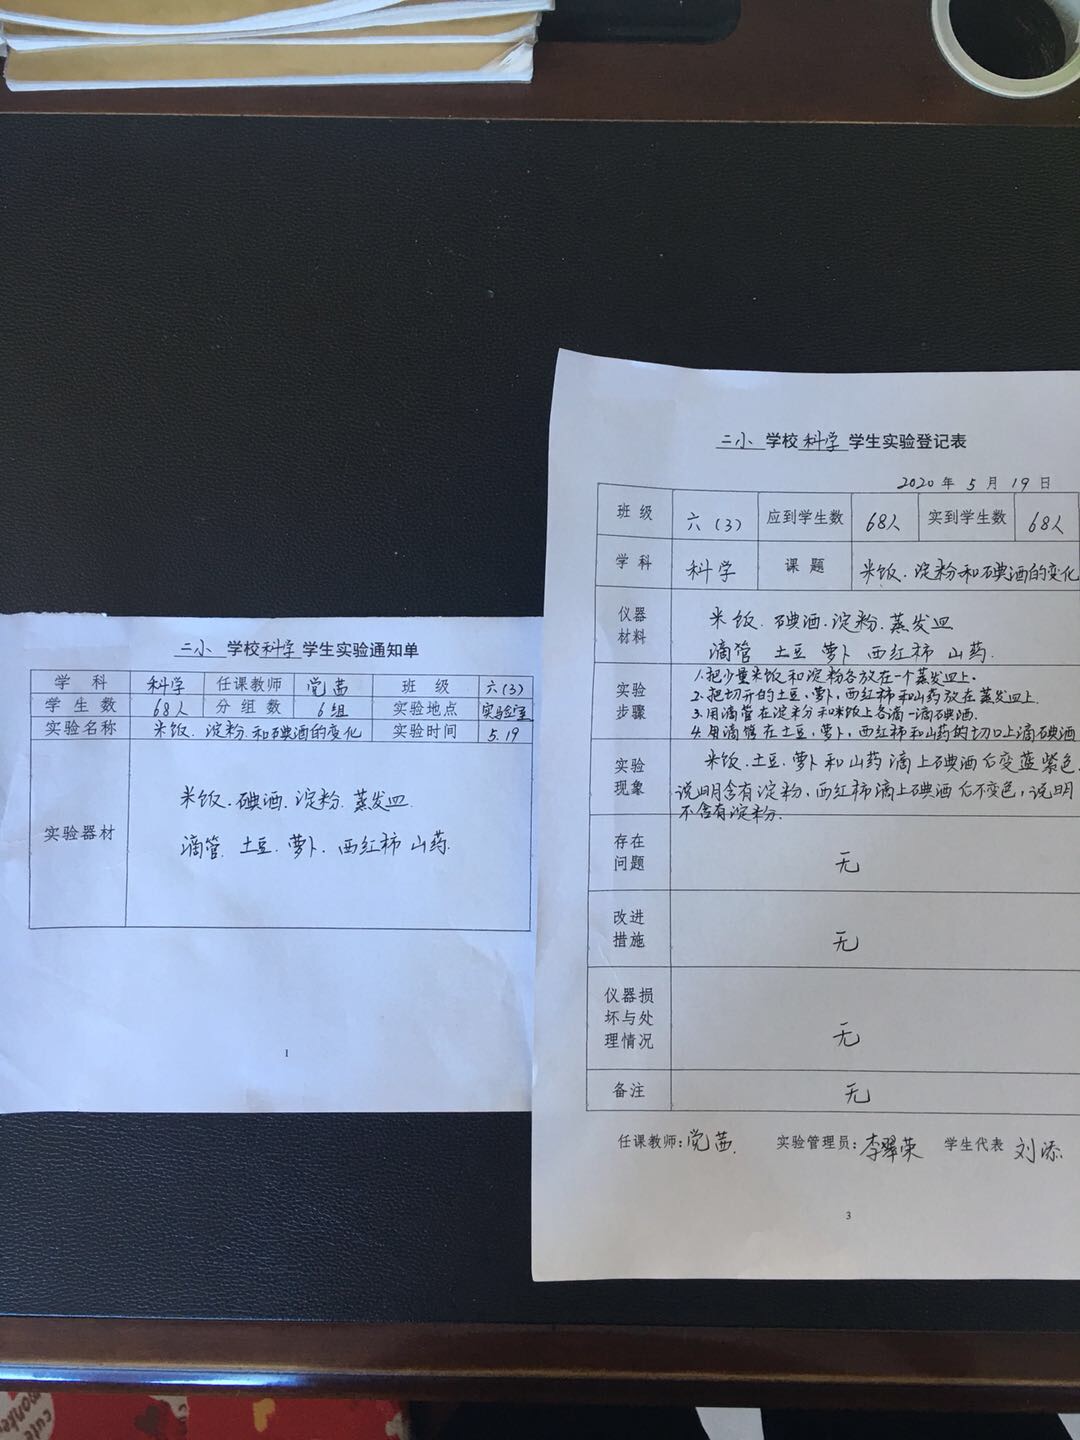 二小 学校科学 学生实验通知单
学科 科学 任课教师 党茜 班级 六(3)
学生数 68人 分组数 6组 实验地点 实验室
实验名称 米饭、淀粉和碘酒的变化 实验时间 5.19
实验器材
米饭、碘酒、淀粉、蒸发皿
滴管、土豆、萝卜、西红柿 山药.
1
二小 学校 科学 学生实验登记表
2020年5月19日
班级 六(3) 应到学生数 68人 实到学生数 68人
学科 科学 课题 米饭、淀粉和碘酒的变化
仪器
材料
米饭、碘酒、淀粉、蒸发皿
滴管 土豆 萝卜 西红柿 山药.
实验
步骤
1.把少量米饭和淀粉各放在一个蒸发皿上.
2.把切开的土豆,萝卜,西红柿和山药放在蒸发皿上.
3.用滴管在淀粉和米饭上各滴一滴碘酒.
4.用滴管在土豆,萝卜,西红柿和山药的切口上滴碘酒
实验
现象
米饭、土豆、萝卜和山药滴上碘酒后变蓝紫色.
说明含有淀粉,西红柿滴上碘酒后不变色,说明
不含有淀粉.
存在
问题
无
改进
措施
无
仪器损
坏与处
理情况
无
备注 无
任课教师:党茜. 实验管理员:李翠荣 学生代表 刘添
3
cute